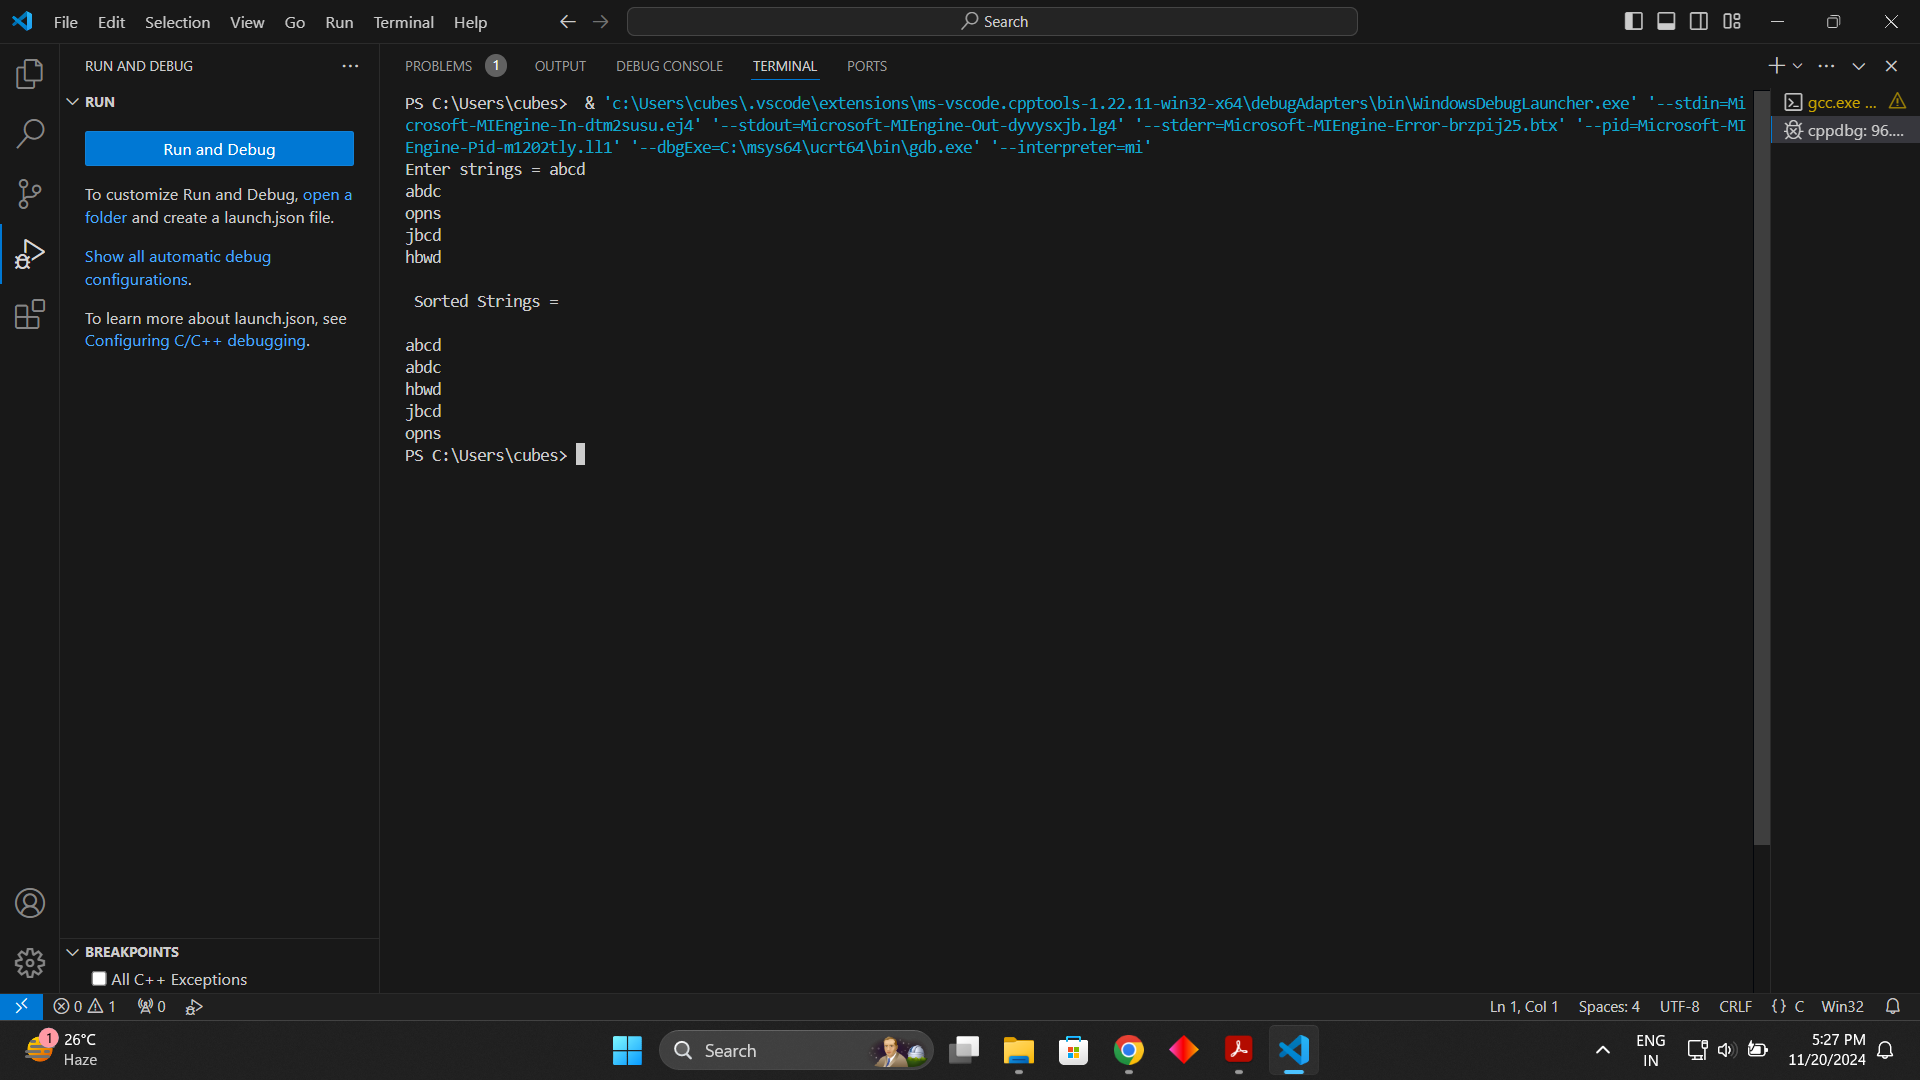 File Edit Selection View Go Run Terminal Help
Search
RUN AND DEBUG
RUN
Run and Debug
To customize Run and Debug, open a
folder and create a launch.json file.
Show all automatic debug
configurations.
To learn more about launch.json, see
Configuring C/C++ debugging.
BREAKPOINTS
All C++ Exceptions
PROBLEMS 1 OUTPUT DEBUG CONSOLE TERMINAL PORTS
PS C:\Users\cubes>  & 'c:\Users\cubes\.vscode\extensions\ms-vscode.cpptools-1.22.11-win32-x64\debugAdapters\bin\WindowsDebugLauncher.exe' '--stdin=Mi
crosoft-MIEngine-In-dtm2susu.ej4' '--stdout=Microsoft-MIEngine-Out-dyvysxjb.lg4' '--stderr=Microsoft-MIEngine-Error-brzpij25.btx' '--pid=Microsoft-MI
Engine-Pid-m1202tly.ll1' '--dbgExe=C:\msys64\ucrt64\bin\gdb.exe' '--interpreter=mi'
Enter strings = abcd
abdc
opns
jbcd
hbwd
Sorted Strings =
abcd
abdc
hbwd
jbcd
opns
PS C:\Users\cubes>
gcc.exe ...
cppdbg: 96....
0 1 0
Ln 1, Col 1 Spaces: 4 UTF-8 CRLF {} C Win32
1
26°C
Haze
Search
ENG
IN
5:27 PM
11/20/2024